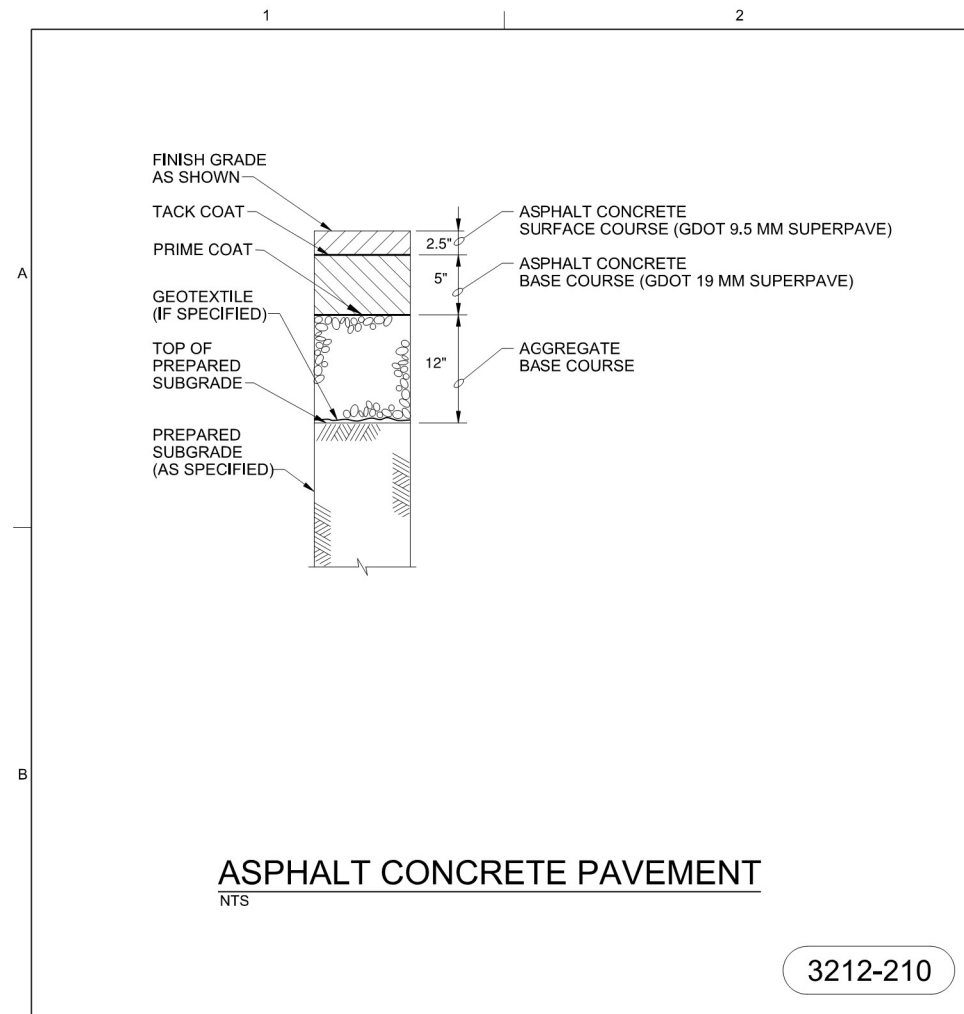 1
2
FINISH GRADE
AS SHOWN
TACK COAT
PRIME COAT
A
GEOTEXTILE
(IF SPECIFIED)
TOP OF
PREPARED
SUBGRADE
PREPARED
SUBGRADE
(AS SPECIFIED)
2.5"
5"
12"
ASPHALT CONCRETE
SURFACE COURSE (GDOT 9.5 MM SUPERPAVE)
ASPHALT CONCRETE
BASE COURSE (GDOT 19 MM SUPERPAVE)
AGGREGATE
BASE COURSE
B
ASPHALT CONCRETE PAVEMENT
NTS
3212-210